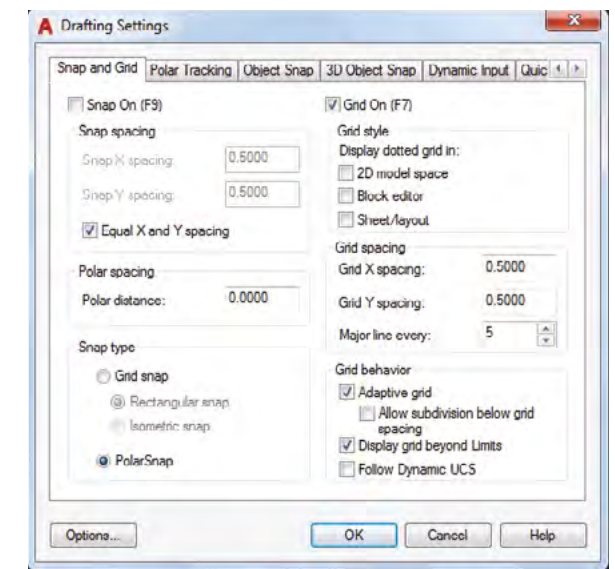 A Drafting Settings
Snap and Grid Polar Tracking Object Snap 3D Object Snap Dynamic Input Quic
Snap On (F9)
Snap spacing
Snap X spacing: 0.5000
Snap Y spacing: 0.5000
Equal X and Y spacing
Polar spacing
Polar distance: 0.0000
Snap type
Grid snap
Rectangular snap
Isometric snap
PolarSnap
Grid On (F7)
Grid style
Display dotted grid in:
2D model space
Block editor
Sheet/layout
Grid spacing
Grid X spacing: 0.5000
Grid Y spacing: 0.5000
Major line every: 5
Grid behavior
Adaptive grid
Allow subdivision below grid
spacing
Display grid beyond Limits
Follow Dynamic UCS
Options... OK Cancel Help